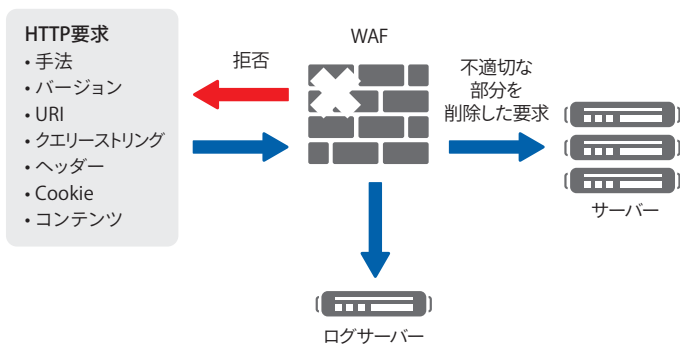 HTTP要求
• 手法
• バージョン
• URI
• クエリーストリング
• ヘッダー
• Cookie
• コンテンツ
拒否
WAF
不適切な
部分を
削除した要求
サーバー
ログサーバー